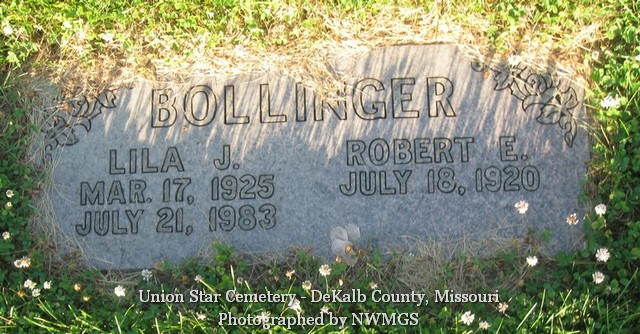 BOLLINGER
LILA J.
MAR. 17, 1925
JULY 21, 1983
ROBERT E.
JULY 18, 1920
Union Star Cemetery - DeKalb County, Missouri
Photographed by NWMGS